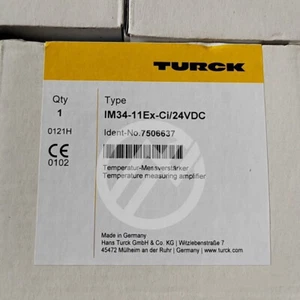 TURCK
Qty
Type
1
IM34-11Ex-Ci/24VDC
0121H
Ident-No.7506637
CE
0102
Temperatur-Messverstärker
Temperature measuring amplifier
Made in Germany
Hans Turck GmbH & Co. KG | Witzlebenstraße 7
45472 Mülheim an der Ruhr | Germany
www.turck.com